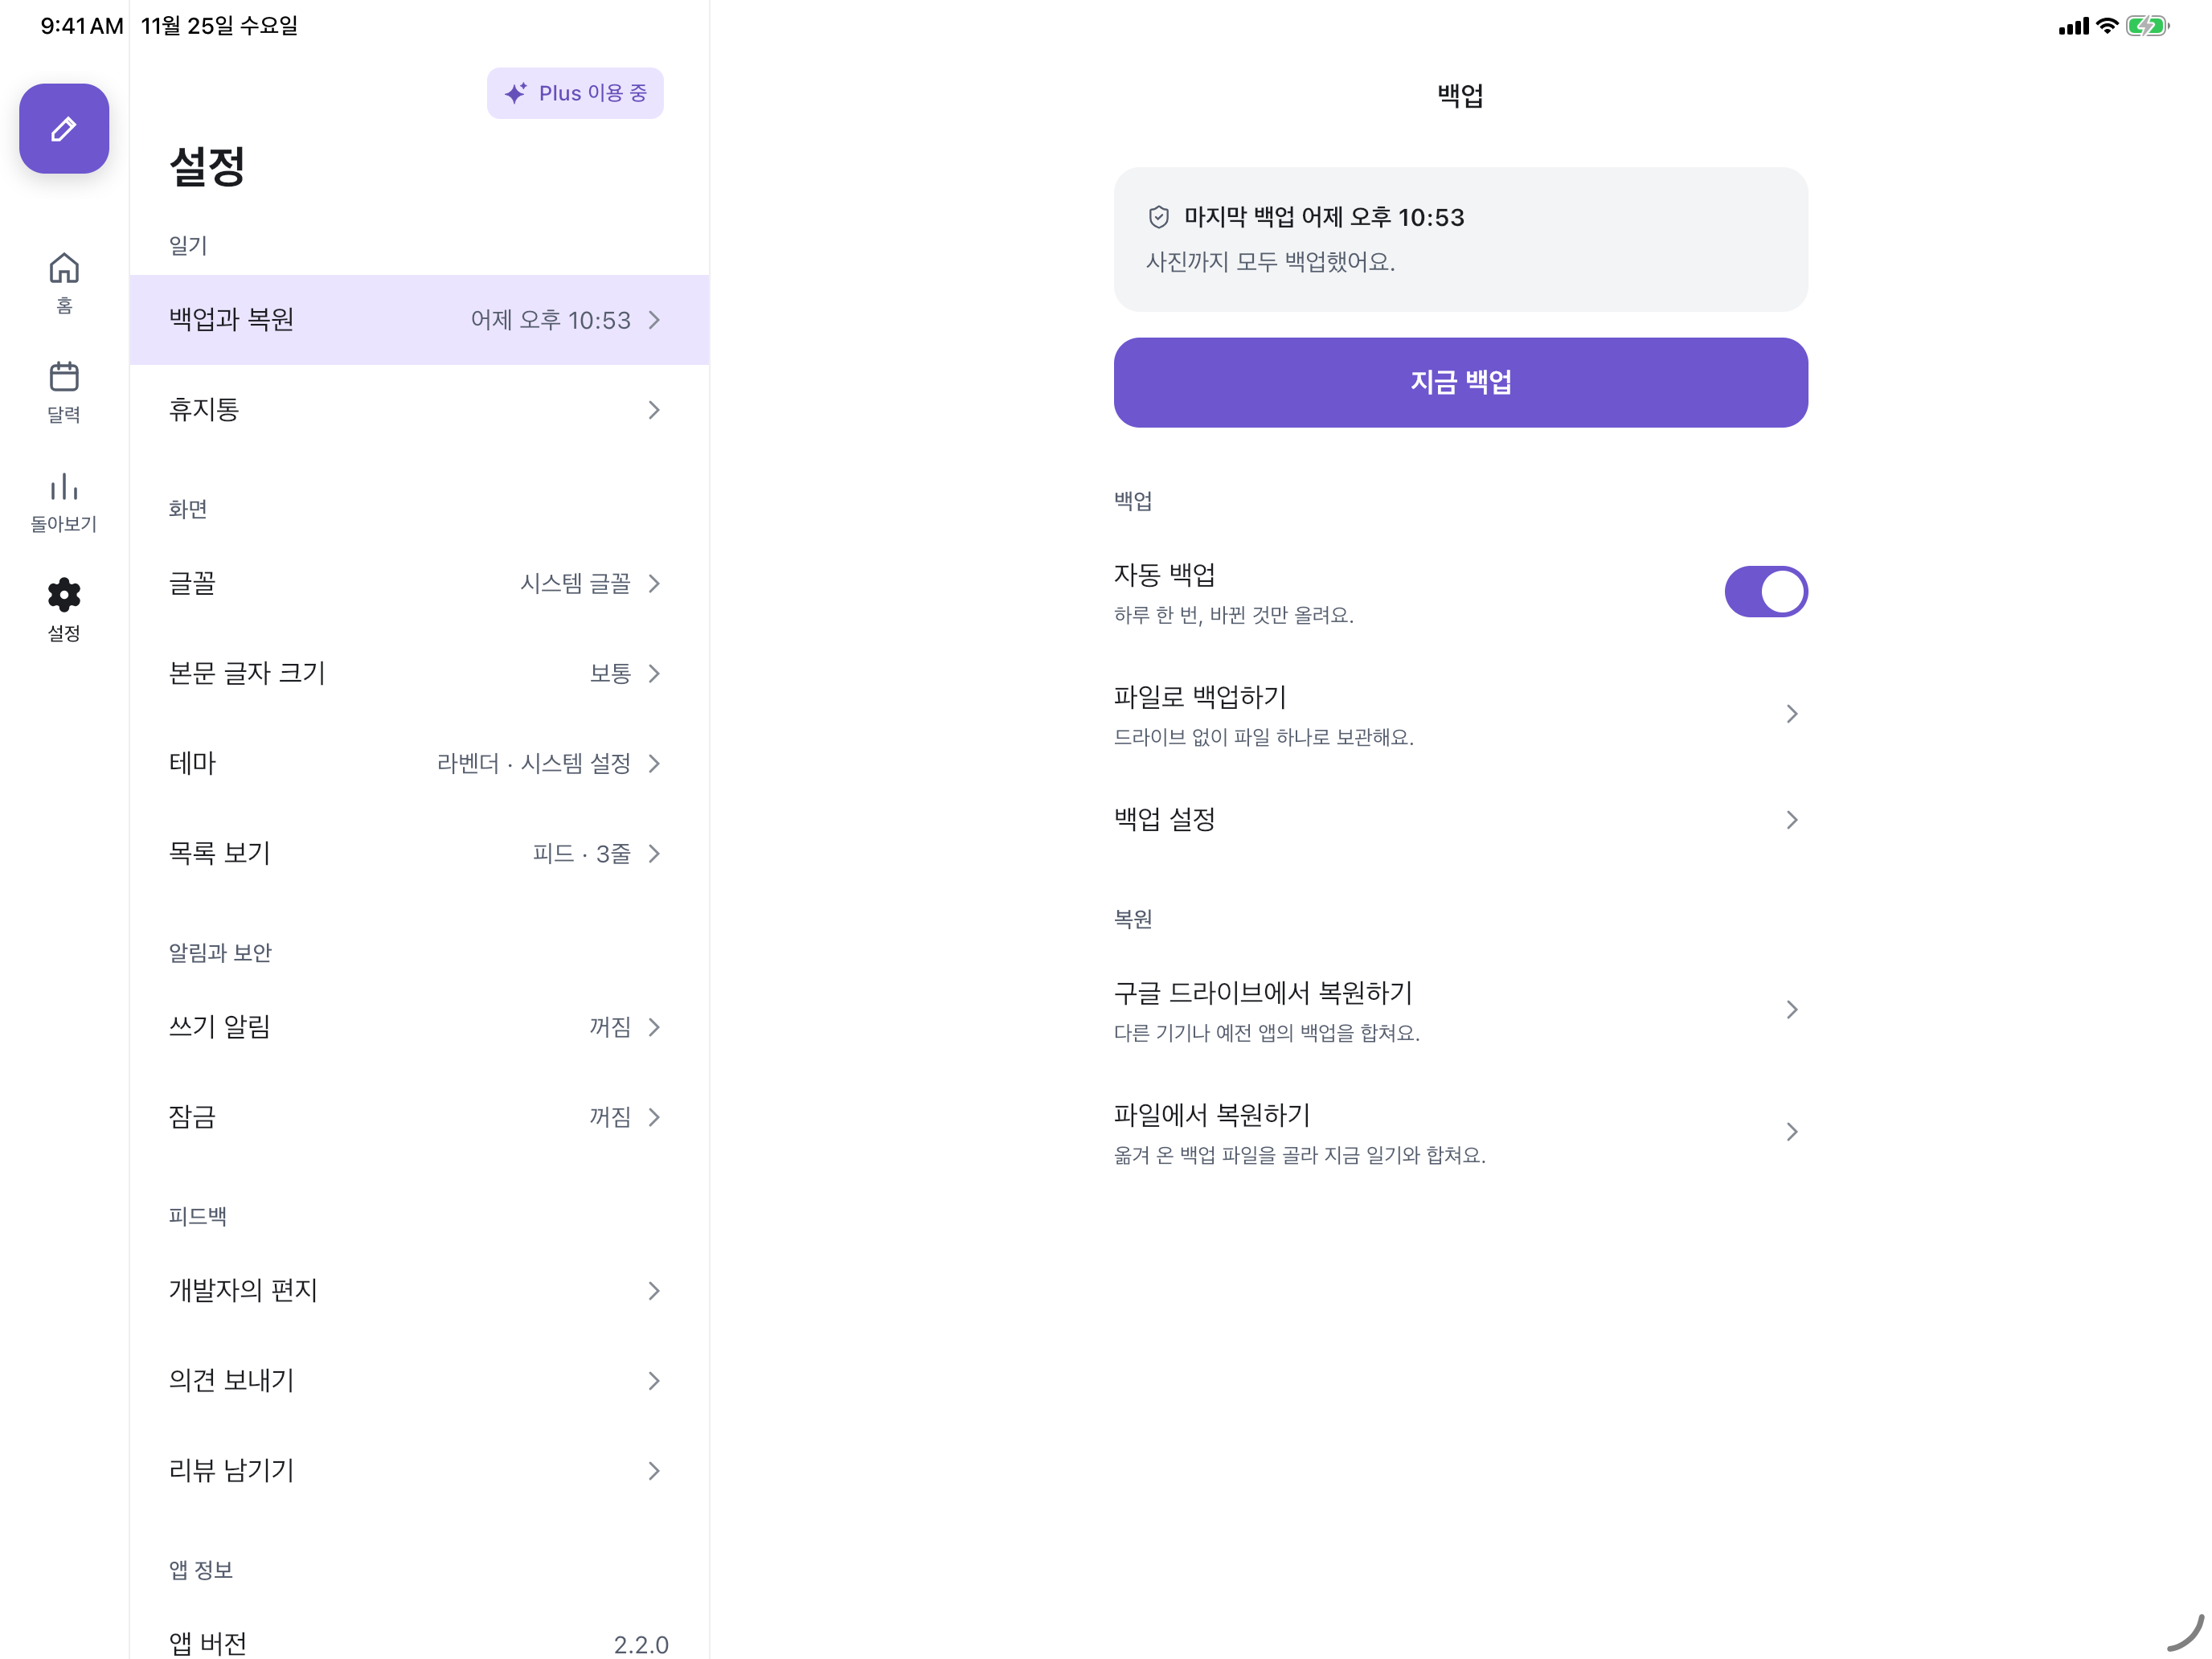 9:41 AM 11월 25일 수요일
홈
달력
돌아보기
설정
Plus 이용 중
설정
일기
백업과 복원 어제 오후 10:53
휴지통
화면
글꼴 시스템 글꼴
본문 글자 크기 보통
테마 라벤더 · 시스템 설정
목록 보기 피드 · 3줄
알림과 보안
쓰기 알림 꺼짐
잠금 꺼짐
피드백
개발자의 편지
의견 보내기
리뷰 남기기
앱 정보
앱 버전 2.2.0
백업
마지막 백업 어제 오후 10:53
사진까지 모두 백업했어요.
지금 백업
백업
자동 백업
하루 한 번, 바뀐 것만 올려요.
파일로 백업하기
드라이브 없이 파일 하나로 보관해요.
백업 설정
복원
구글 드라이브에서 복원하기
다른 기기나 예전 앱의 백업을 합쳐요.
파일에서 복원하기
옮겨 온 백업 파일을 골라 지금 일기와 합쳐요.